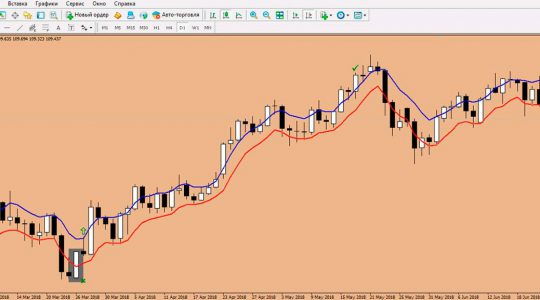 Вставка Графики Сервис Окно Справка
Новый ордер Авто-торговля
A T M1 M5 M15 M30 H1 H4 D1 W1 MN
109.694 109.323 109.437
2018 14 Mar 2018 20 Mar 2018 26 Mar 2018 30 Mar 2018 5 Apr 2018 11 Apr 2018 17 Apr 2018 23 Apr 2018 27 Apr 2018 3 May 2018 9 May 2018 15 May 2018 21 May 2018 25 May 2018 31 May 2018 6 Jun 2018 12 Jun 2018 18 Jun 2018